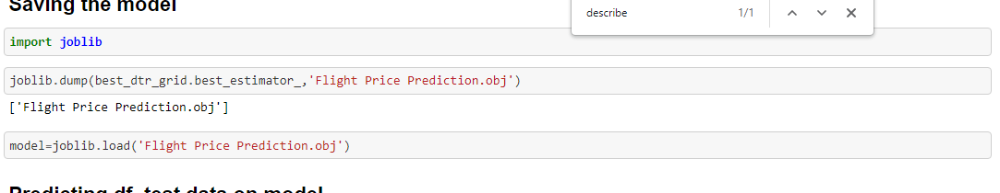 Saving the model
describe 1/1
import joblib
joblib.dump(best_dtr_grid.best_estimator_,'Flight Price Prediction.obj')
['Flight Price Prediction.obj']
model=joblib.load('Flight Price Prediction.obj')
Predicting df_test data on model